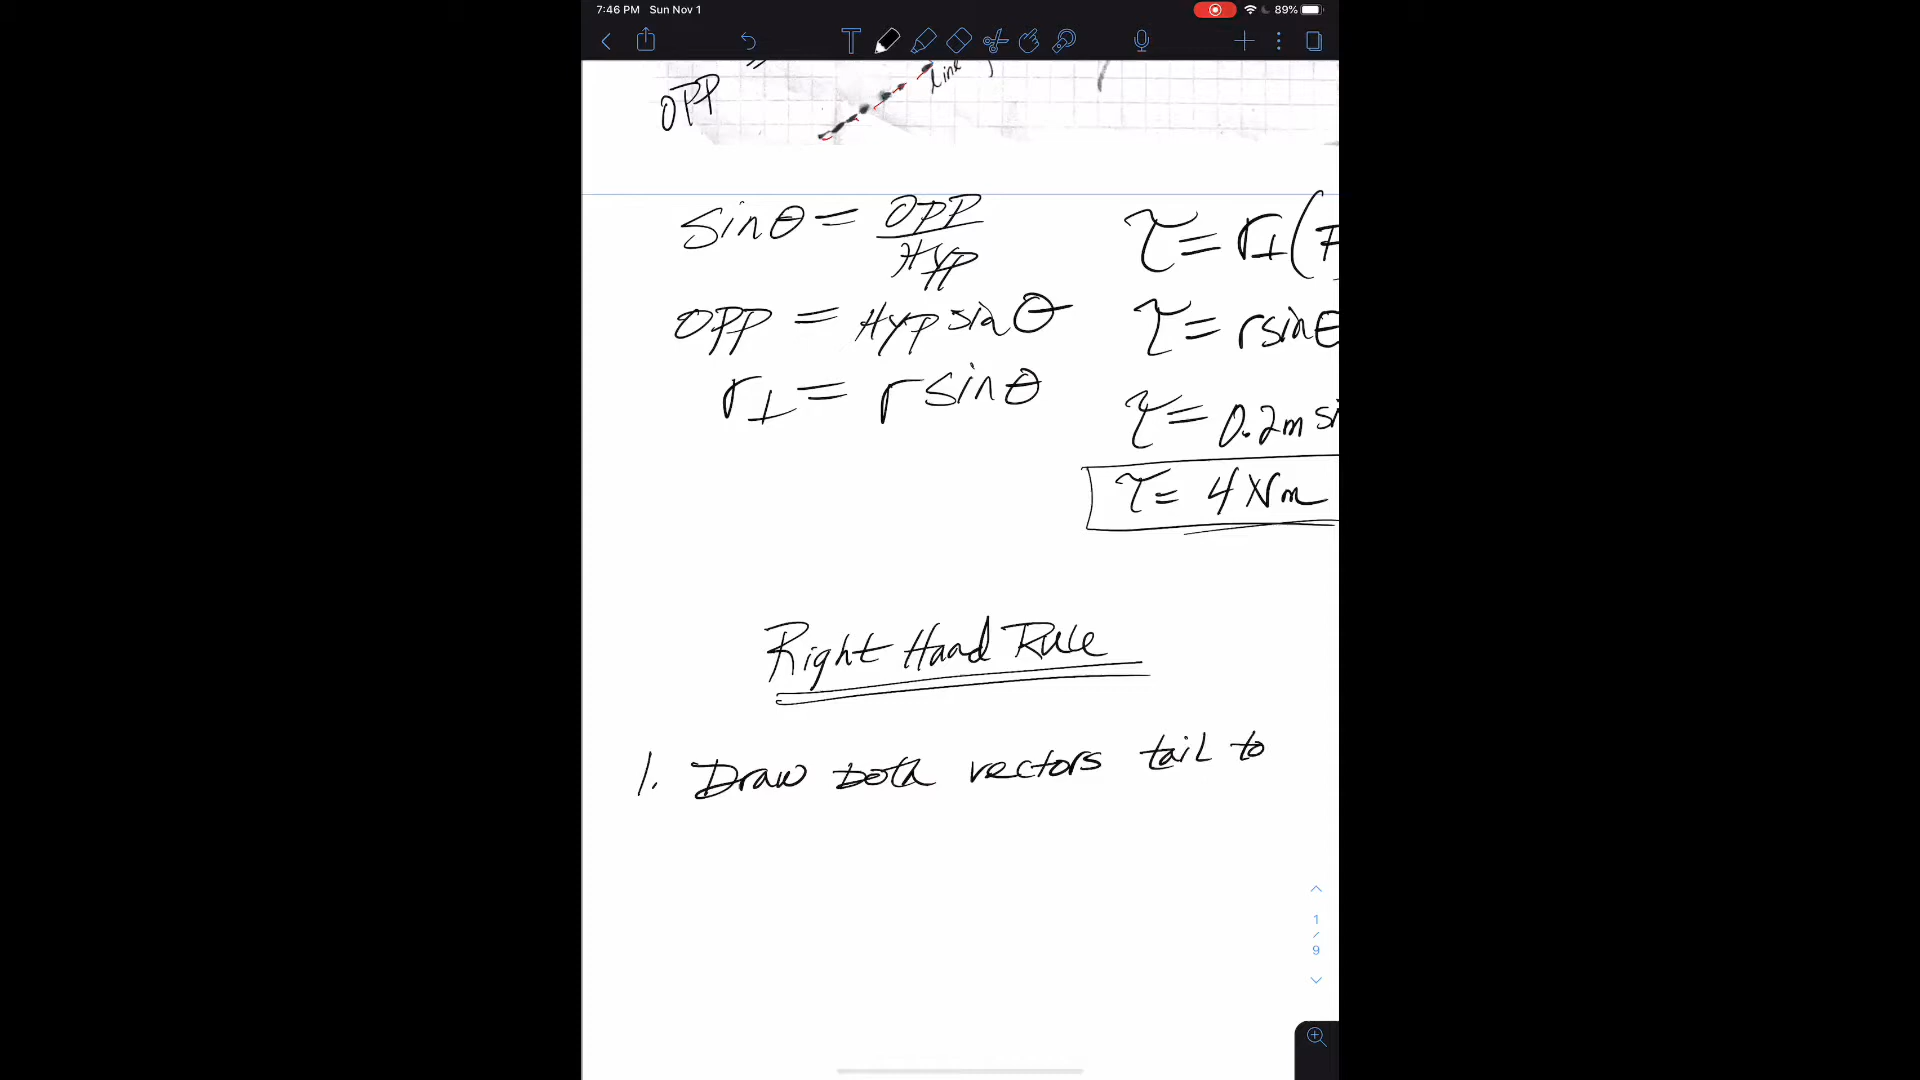 7:46 PM Sun Nov 1
89%
T
OPP
Line
sinθ = OPP
Hyp
OPP = Hyp sinθ
r⊥ = r sinθ
τ = r⊥(F
τ = r sinθ
τ = 0.2m si
τ = 4 Nm
Right Hand Rule
1. Draw both vectors tail to
1
/
9